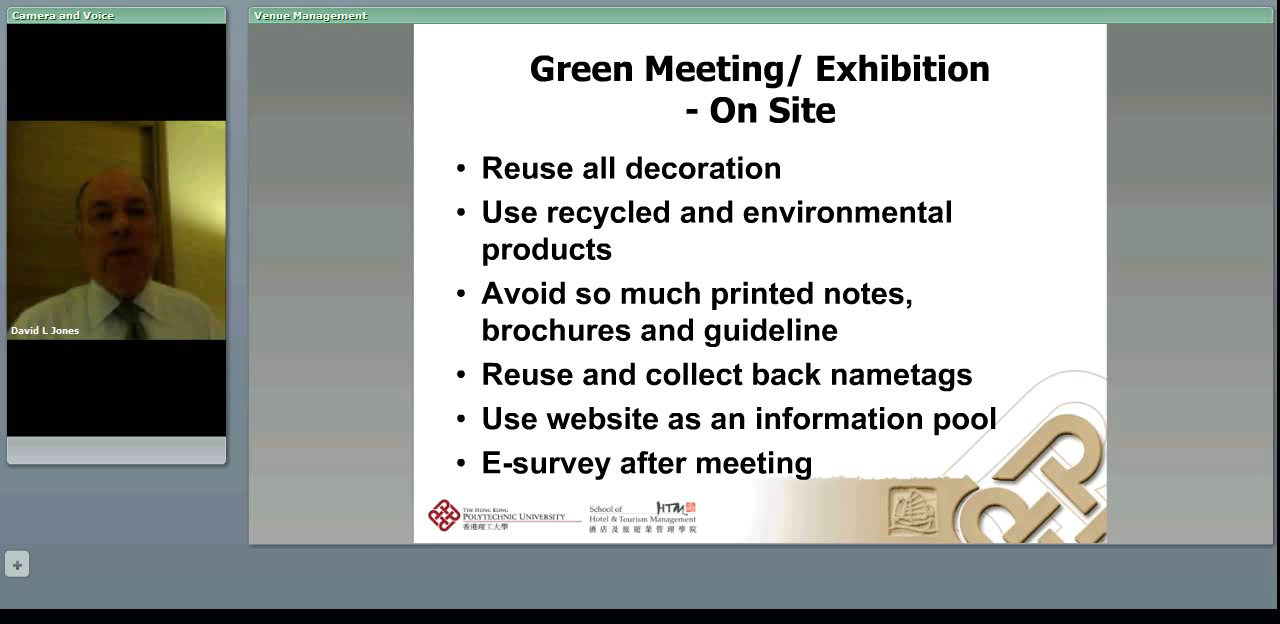 Camera and Voice
Venue Management
Green Meeting/ Exhibition
- On Site
• Reuse all decoration
• Use recycled and environmental
products
• Avoid so much printed notes,
brochures and guideline
• Reuse and collect back nametags
• Use website as an information pool
• E-survey after meeting
David L Jones
THE HONG KONG
POLYTECHNIC UNIVERSITY
香港理工大學
School of HTM
Hotel & Tourism Management
酒店及旅遊業管理學院